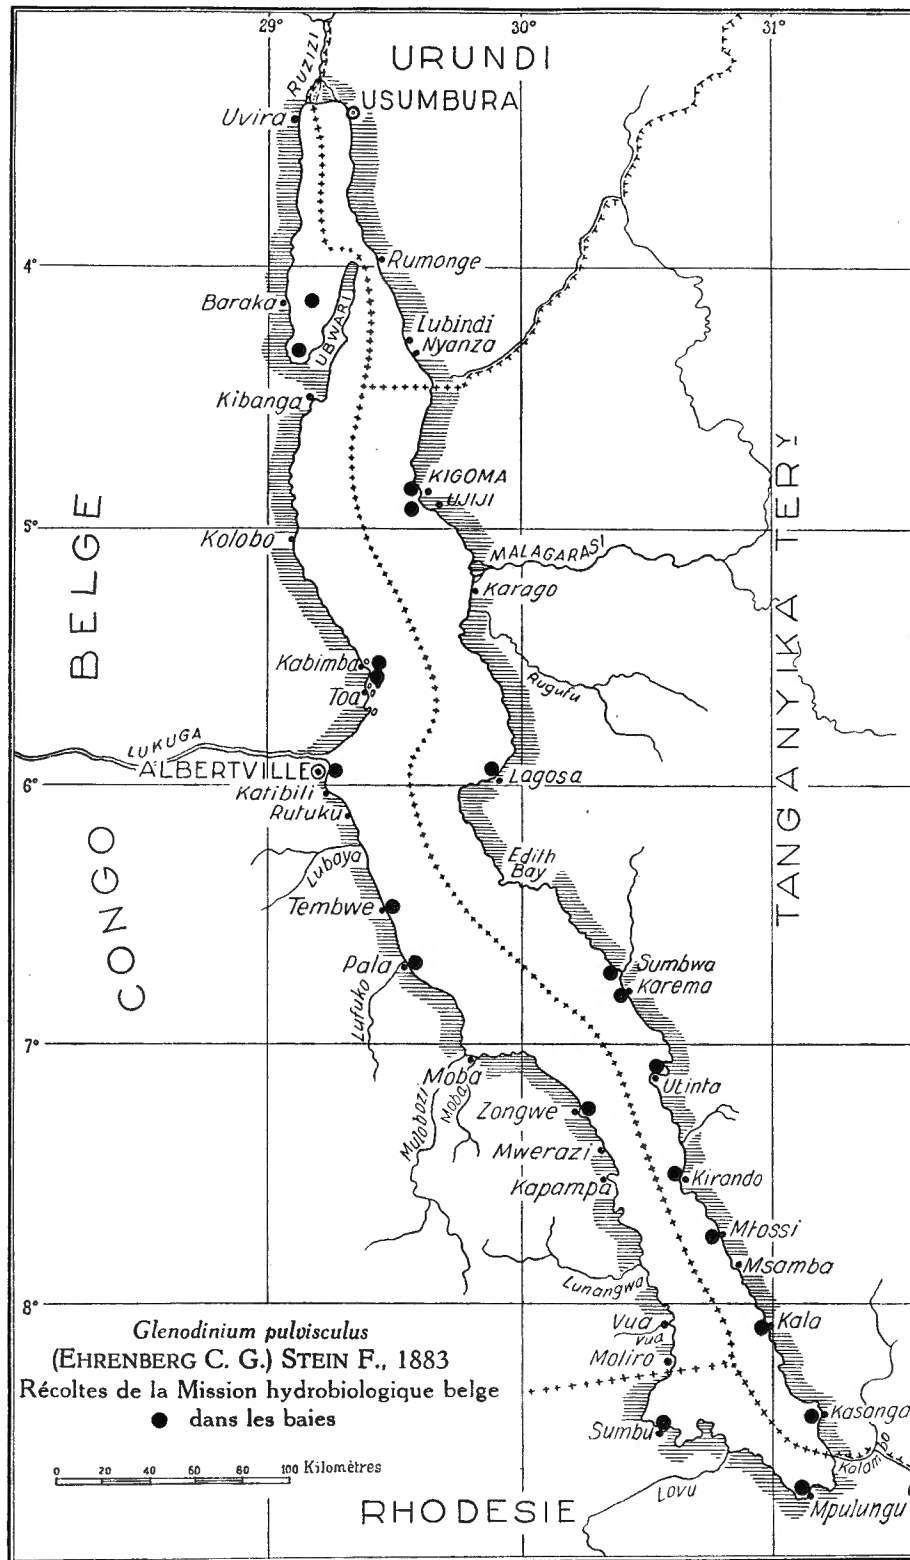 29°
30°
31°
RUZIZI
URUNDI
USUMBURA
Uvira
4°
Rumonge
Baraka
UBWARI
Lubindi
Nyanza
Kibanga
KIGOMA
UJIJI
5°
Kolobo
MALAGARASI
Karago
BELGE
TANGANYIKA TERY
Kabimba
Toa
Rugufu
LUKUGA
ALBERTVILLE
6°
Lagosa
Katibili
Rutuku
Lubaya
Edith
Bay
CONGO
Tembwe
Pala
Sumbwa
Karema
Lufuko
7°
Moba
Moba
Mulobozi
Utinta
Zongwe
Mwerazi
Kapampa
Kirando
Mtossi
Msamba
Lunangwa
8°
Vua
Vua
Kala
Moliro
Glenodinium pulvisculus
(EHRENBERG C. G.) STEIN F., 1883
Récoltes de la Mission hydrobiologique belge
dans les baies
Kasanga
Sumbu
Kalambo
0 20 40 60 80 100 Kilomètres
Lovu
RHODESIE
Mpulungu